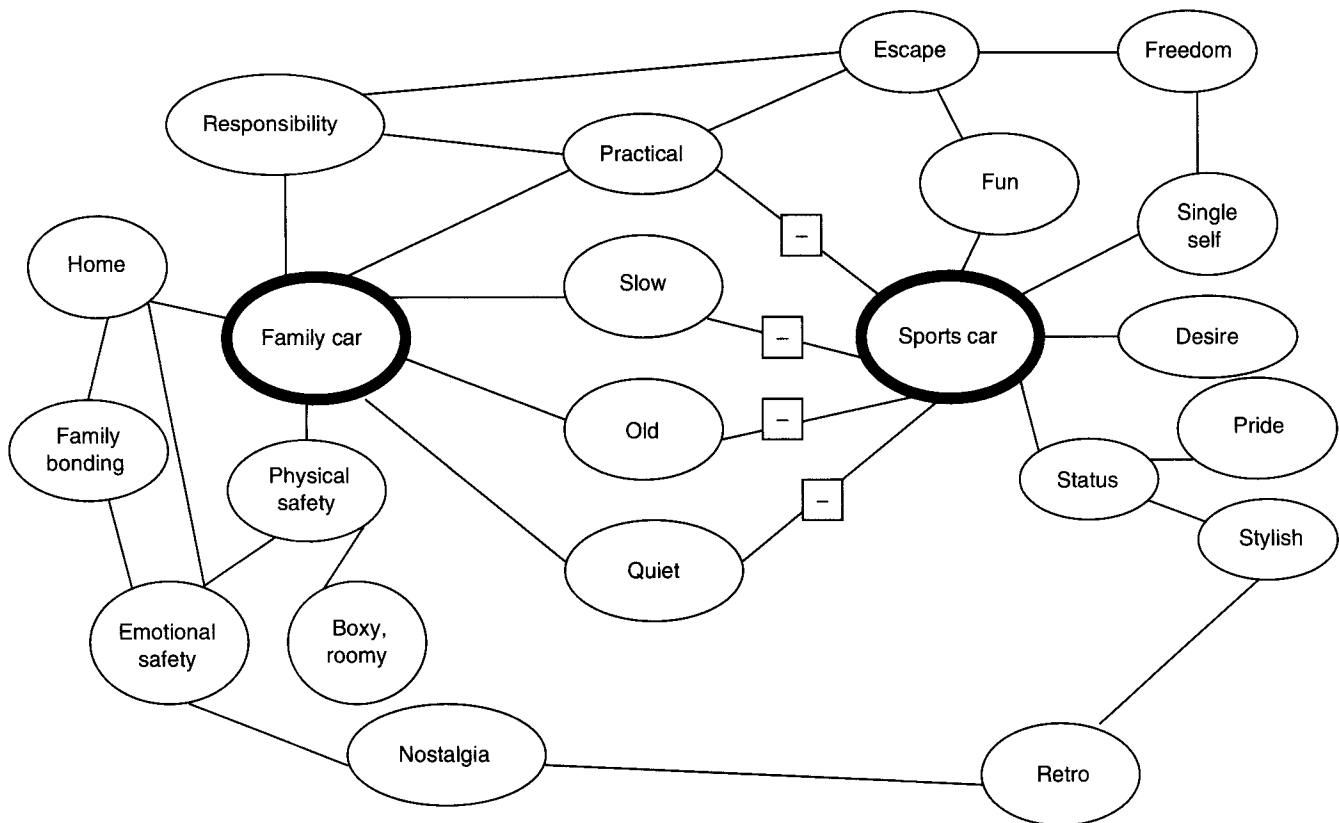 Escape
Freedom
Responsibility
Practical
Fun
Single
self
–
Home
Slow
Family car
–
Sports car
Desire
Family
bonding
Old
–
Pride
Physical
safety
Status
–
Stylish
Quiet
Emotional
safety
Boxy,
roomy
Nostalgia
Retro